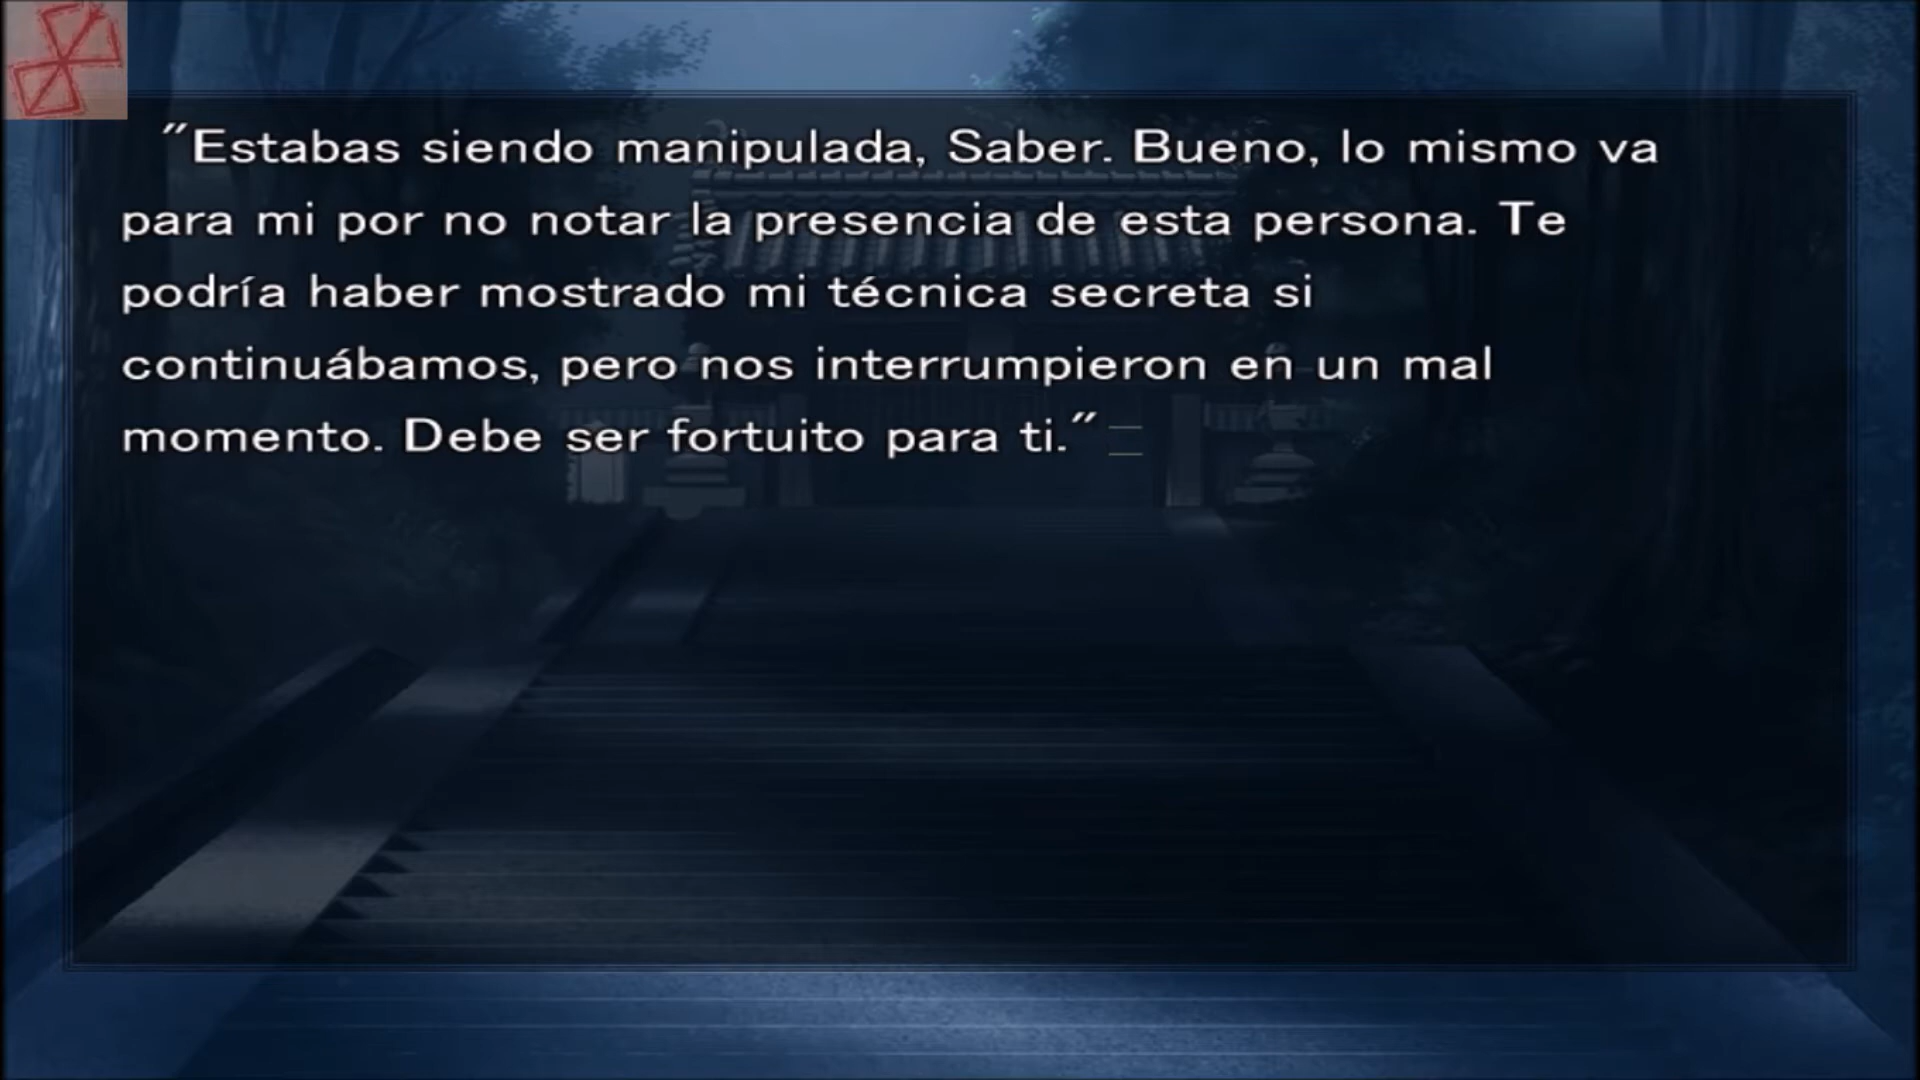 "Estabas siendo manipulada, Saber. Bueno, lo mismo va
para mi por no notar la presencia de esta persona. Te
podría haber mostrado mi técnica secreta si
continuábamos, pero nos interrumpieron en un mal
momento. Debe ser fortuito para ti."